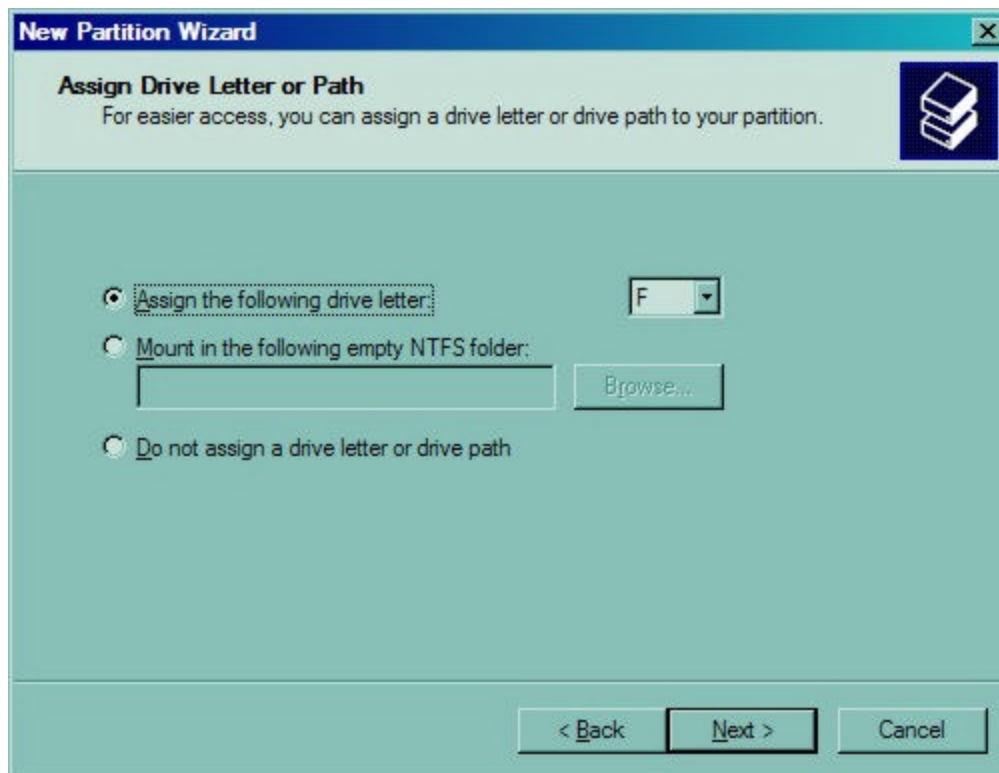 New Partition Wizard
Assign Drive Letter or Path
For easier access, you can assign a drive letter or drive path to your partition.
Assign the following drive letter: F
Mount in the following empty NTFS folder:
Browse...
Do not assign a drive letter or drive path
< Back Next > Cancel